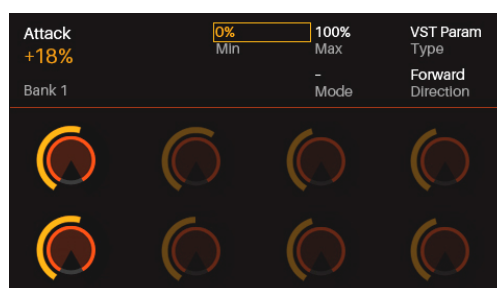 Attack
+18%
Bank 1
0%
Min
100%
Max
VST Param
Type
-
Mode
Forward
Direction